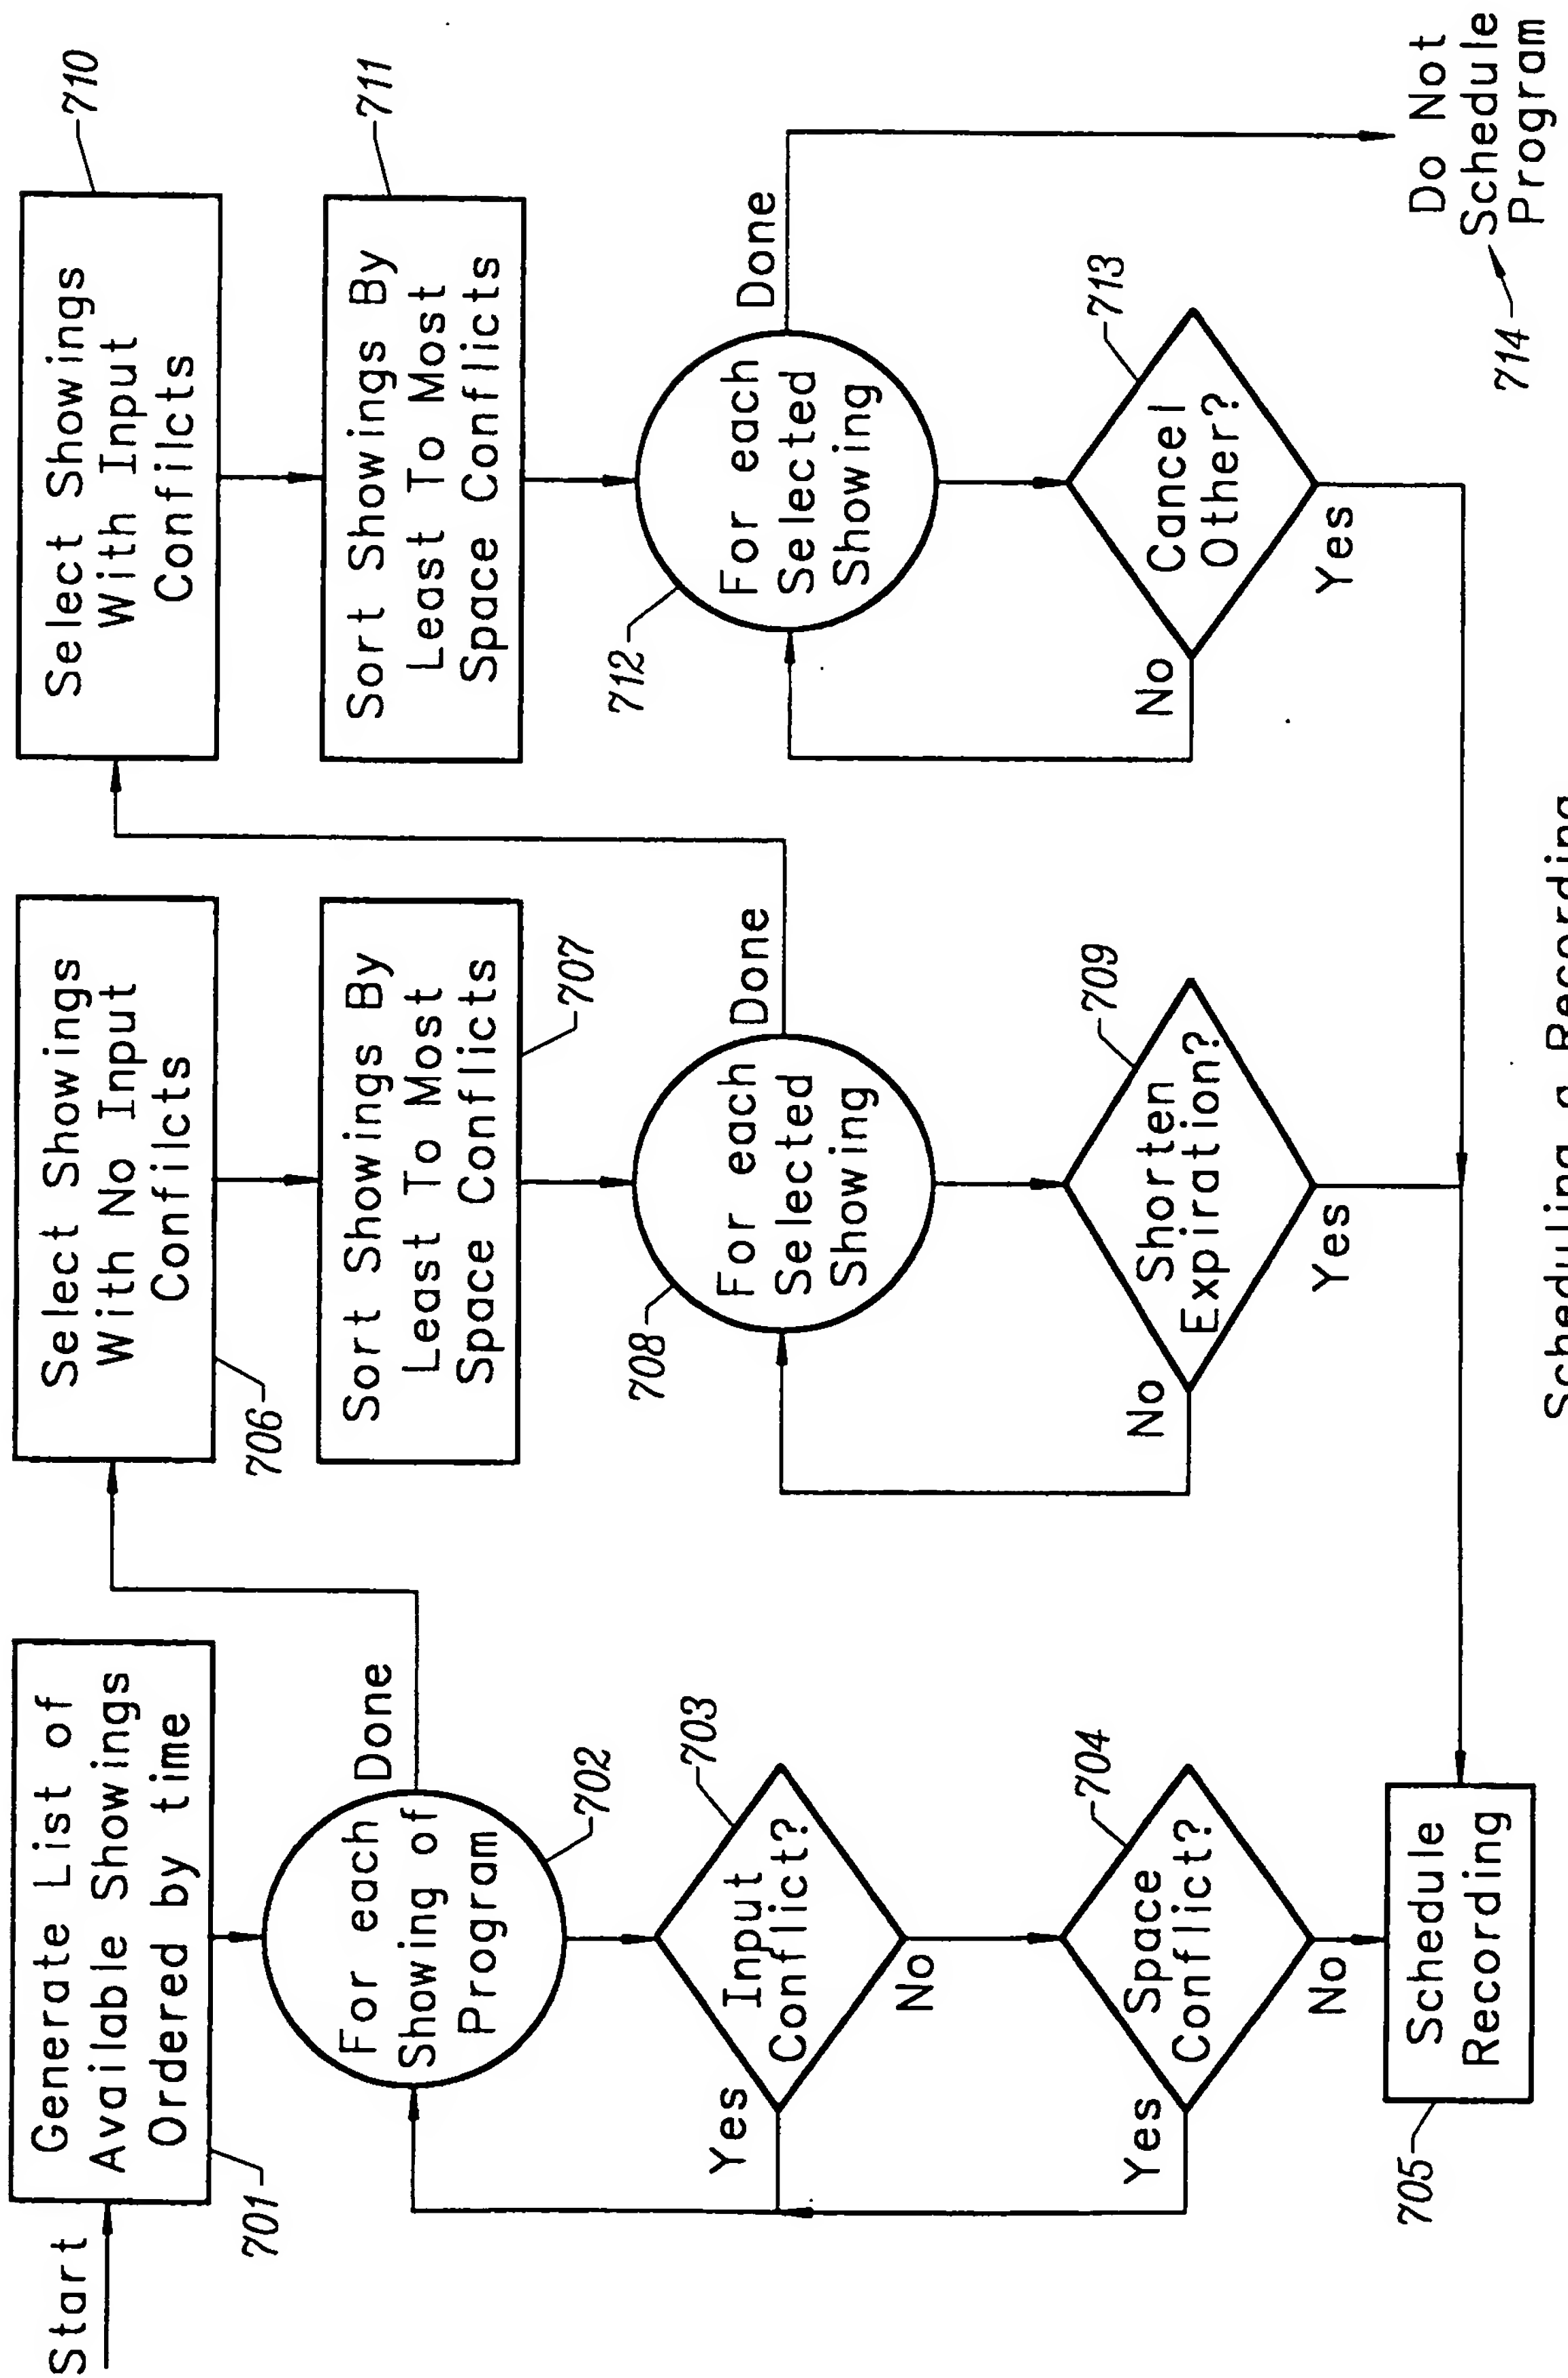 Start
Generate List of
Available Showings
Ordered by time
701
For each
Showing of
Program
Done
702
Input
Conflict?
703
Yes
No
Space
Conflict?
704
Yes
No
Schedule
Recording
705
Select Showings
With No Input
Confilcts
706
Sort Showings By
Least To Most
Space Conflicts
707
For each
Selected
Showing
Done
708
Shorten
Expiration?
709
No
Yes
Select Showings
With Input
Confilcts
710
Sort Showings By
Least To Most
Space Conflicts
711
For each
Selected
Showing
Done
712
Cancel
Other?
713
No
Yes
Do Not
Schedule
Program
714
Scheduling a Recording